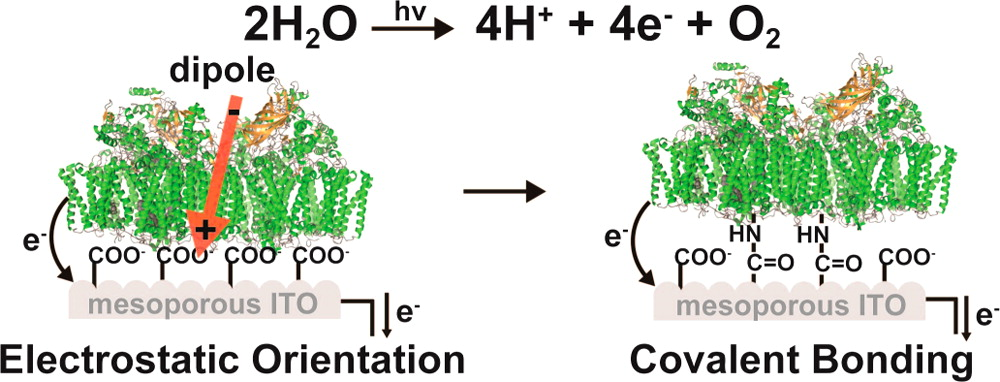 2H₂O hν 4H⁺ + 4e⁻ + O₂
dipole
-
+
e⁻
COO⁻ COO⁻ COO⁻ COO⁻
mesoporous ITO
e⁻
Electrostatic Orientation
HN HN
e⁻
COO⁻ C=O C=O COO⁻
mesoporous ITO
e⁻
Covalent Bonding